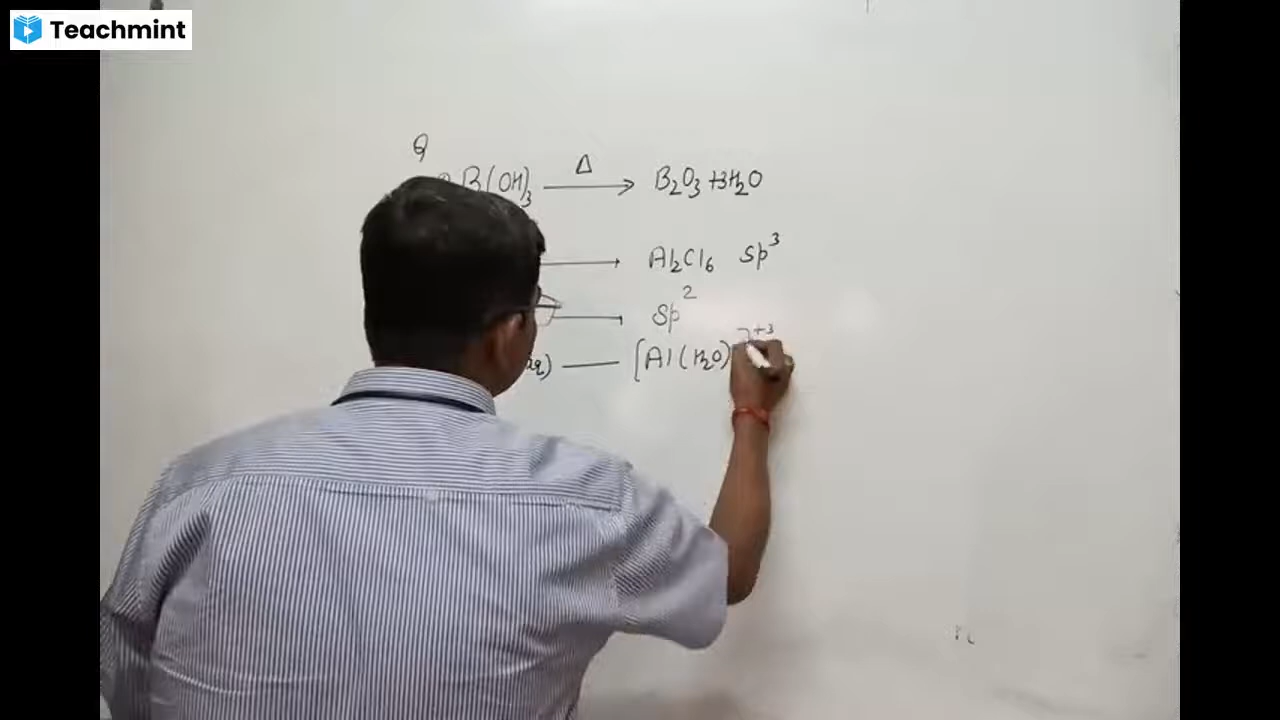 Teachmint
Q
B(OH)3 Δ → B2O3 + 3H2O
→ Al2Cl6 sp3
sp2
aq) — [Al(H2O) ]+3